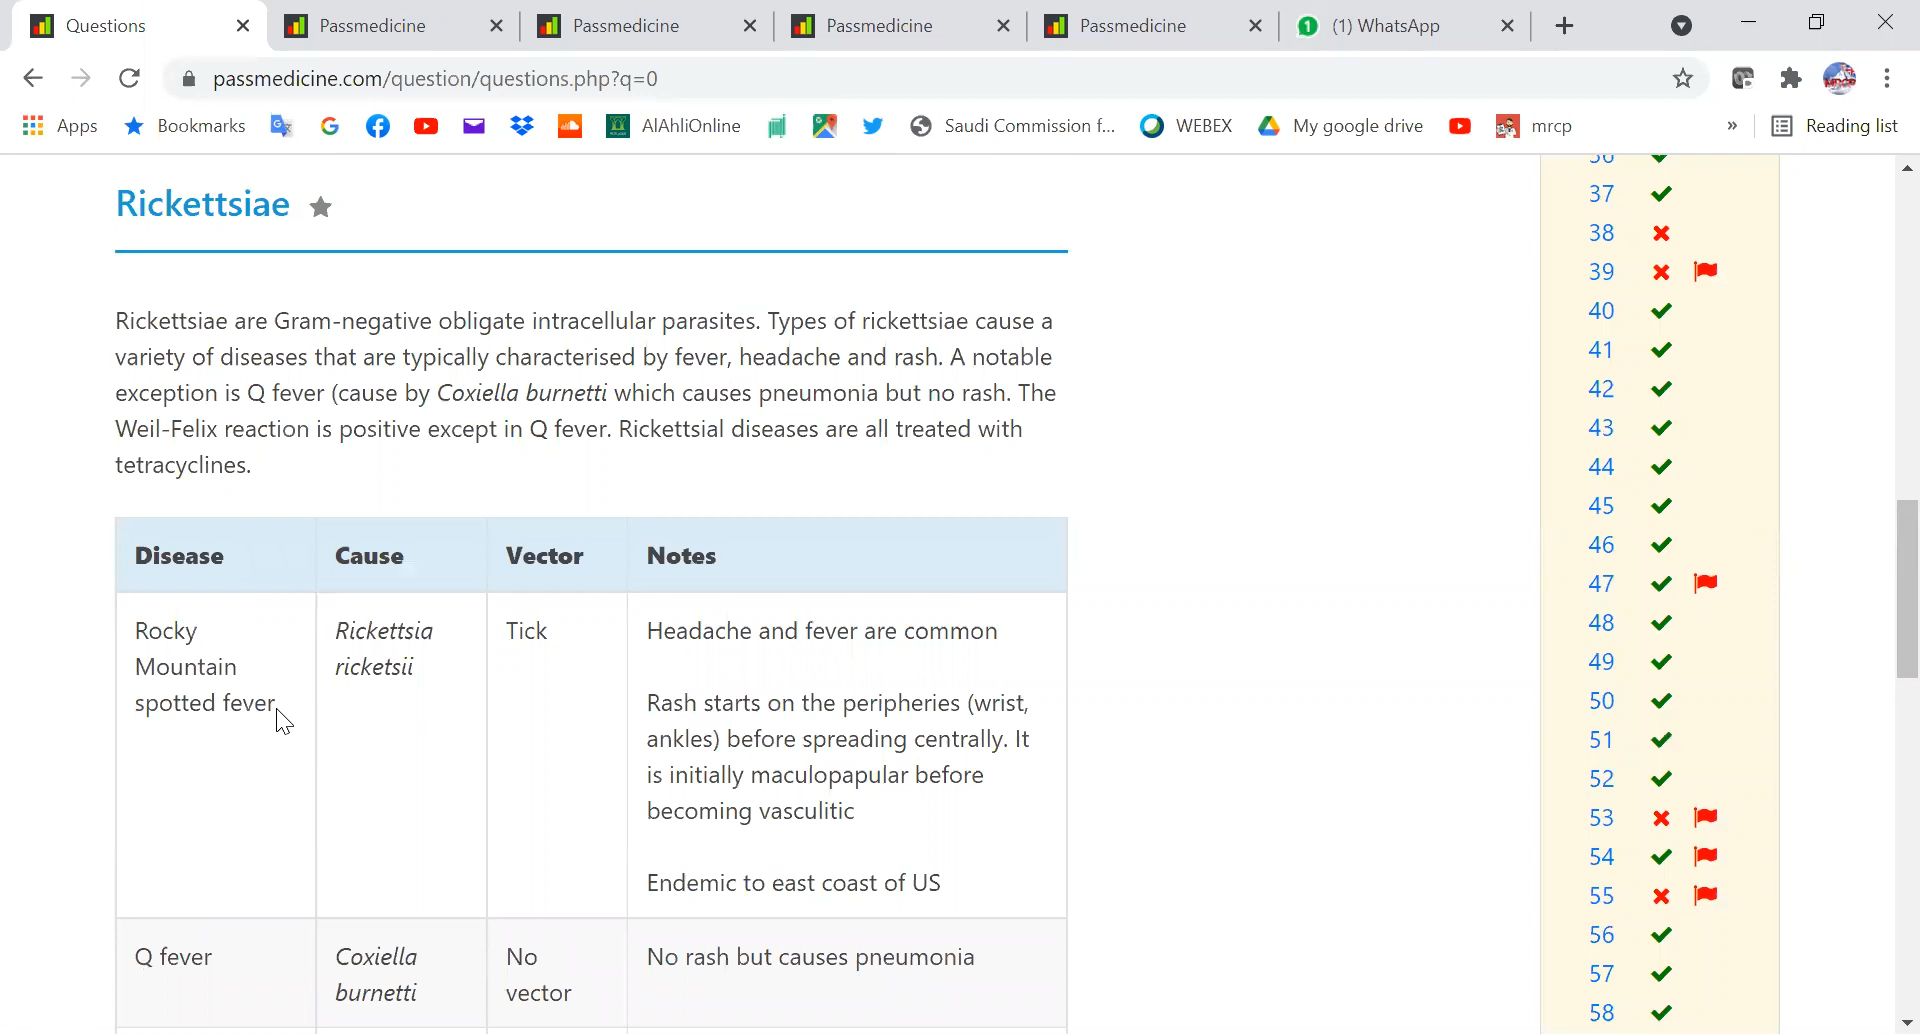 Questions
Passmedicine
Passmedicine
Passmedicine
Passmedicine
1
(1) WhatsApp
passmedicine.com/question/questions.php?q=0
Apps
Bookmarks
AlAhliOnline
Saudi Commission f...
WEBEX
My google drive
mrcp
»
Reading list
Rickettsiae
Rickettsiae are Gram-negative obligate intracellular parasites. Types of rickettsiae cause a
variety of diseases that are typically characterised by fever, headache and rash. A notable
exception is Q fever (cause by Coxiella burnetti which causes pneumonia but no rash. The
Weil-Felix reaction is positive except in Q fever. Rickettsial diseases are all treated with
tetracyclines.
Disease Cause Vector Notes
Rocky
Mountain
spotted fever
Rickettsia
ricketsii
Tick
Headache and fever are common
Rash starts on the peripheries (wrist,
ankles) before spreading centrally. It
is initially maculopapular before
becoming vasculitic
Endemic to east coast of US
Q fever
Coxiella
burnetti
No
vector
No rash but causes pneumonia
36
37
38
39
40
41
42
43
44
45
46
47
48
49
50
51
52
53
54
55
56
57
58